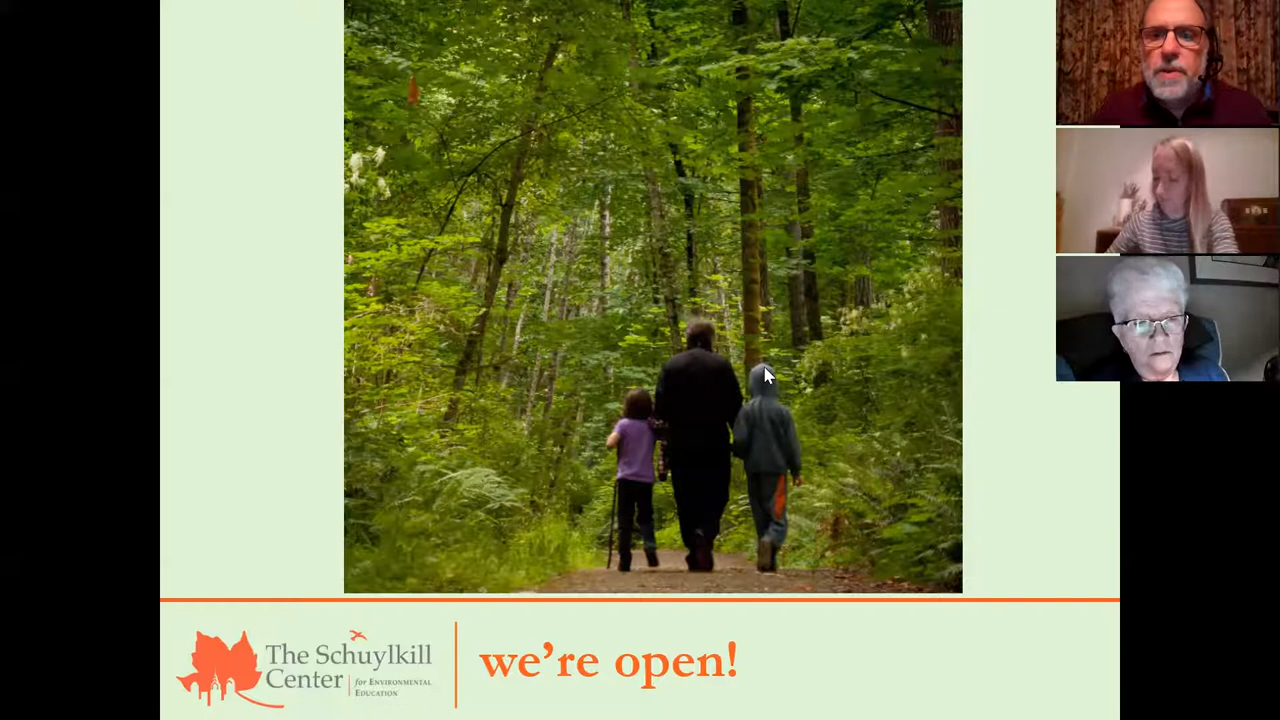 The Schuylkill
Center
for ENVIRONMENTAL
EDUCATION
we're open!